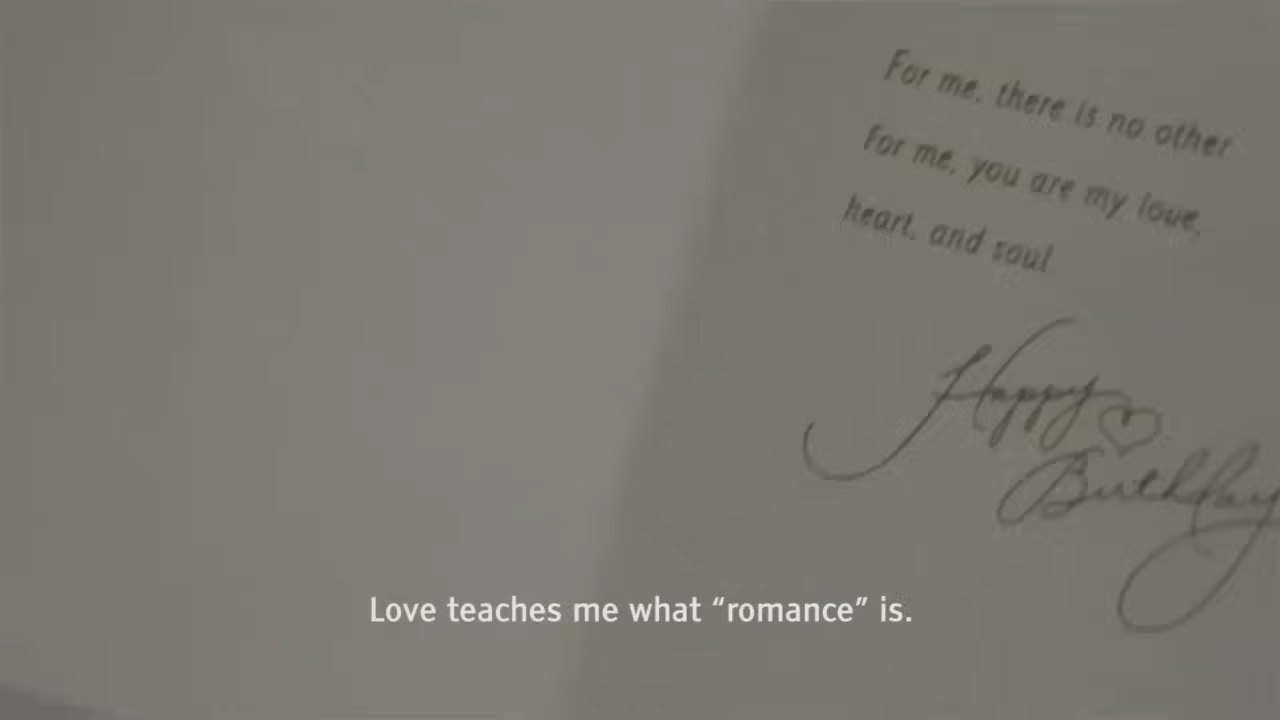 For me, there is no other
For me, you are my love,
heart, and soul
Happy
Birthday
Love teaches me what “romance” is.